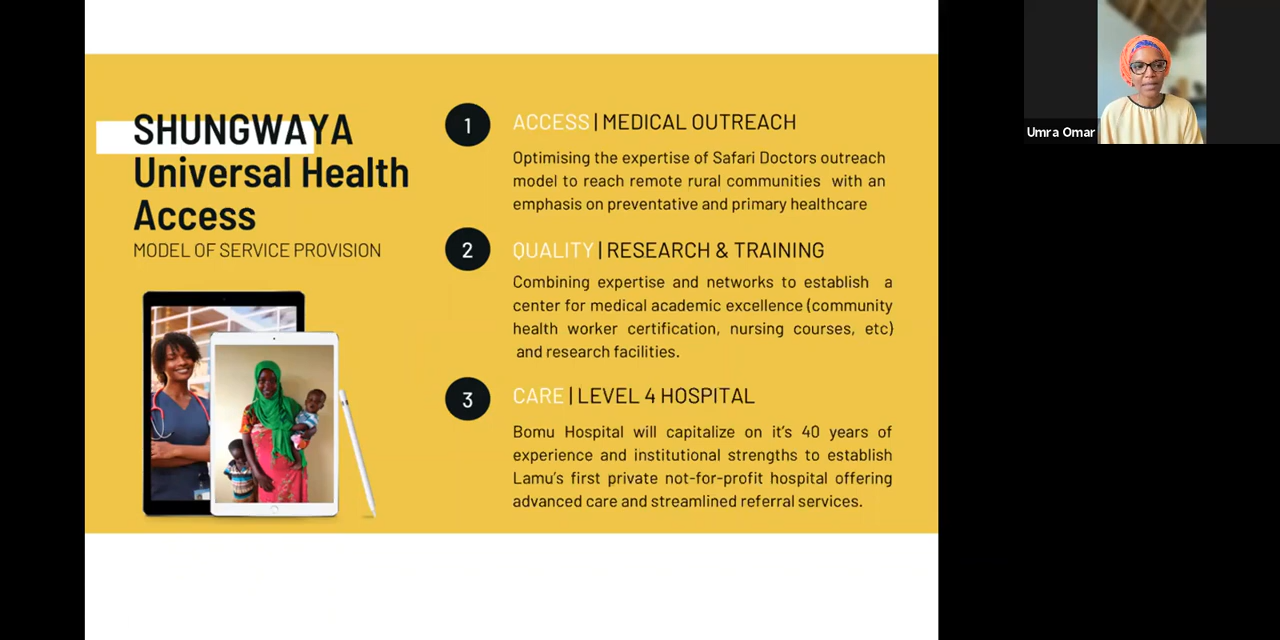 SHUNGWAYA
Universal Health
Access
MODEL OF SERVICE PROVISION
1
ACCESS | MEDICAL OUTREACH
Optimising the expertise of Safari Doctors outreach
model to reach remote rural communities with an
emphasis on preventative and primary healthcare
2
QUALITY | RESEARCH & TRAINING
Combining expertise and networks to establish a
center for medical academic excellence (community
health worker certification, nursing courses, etc)
and research facilities.
3
CARE | LEVEL 4 HOSPITAL
Bomu Hospital will capitalize on it's 40 years of
experience and institutional strengths to establish
Lamu's first private not-for-profit hospital offering
advanced care and streamlined referral services.
Umra Omar